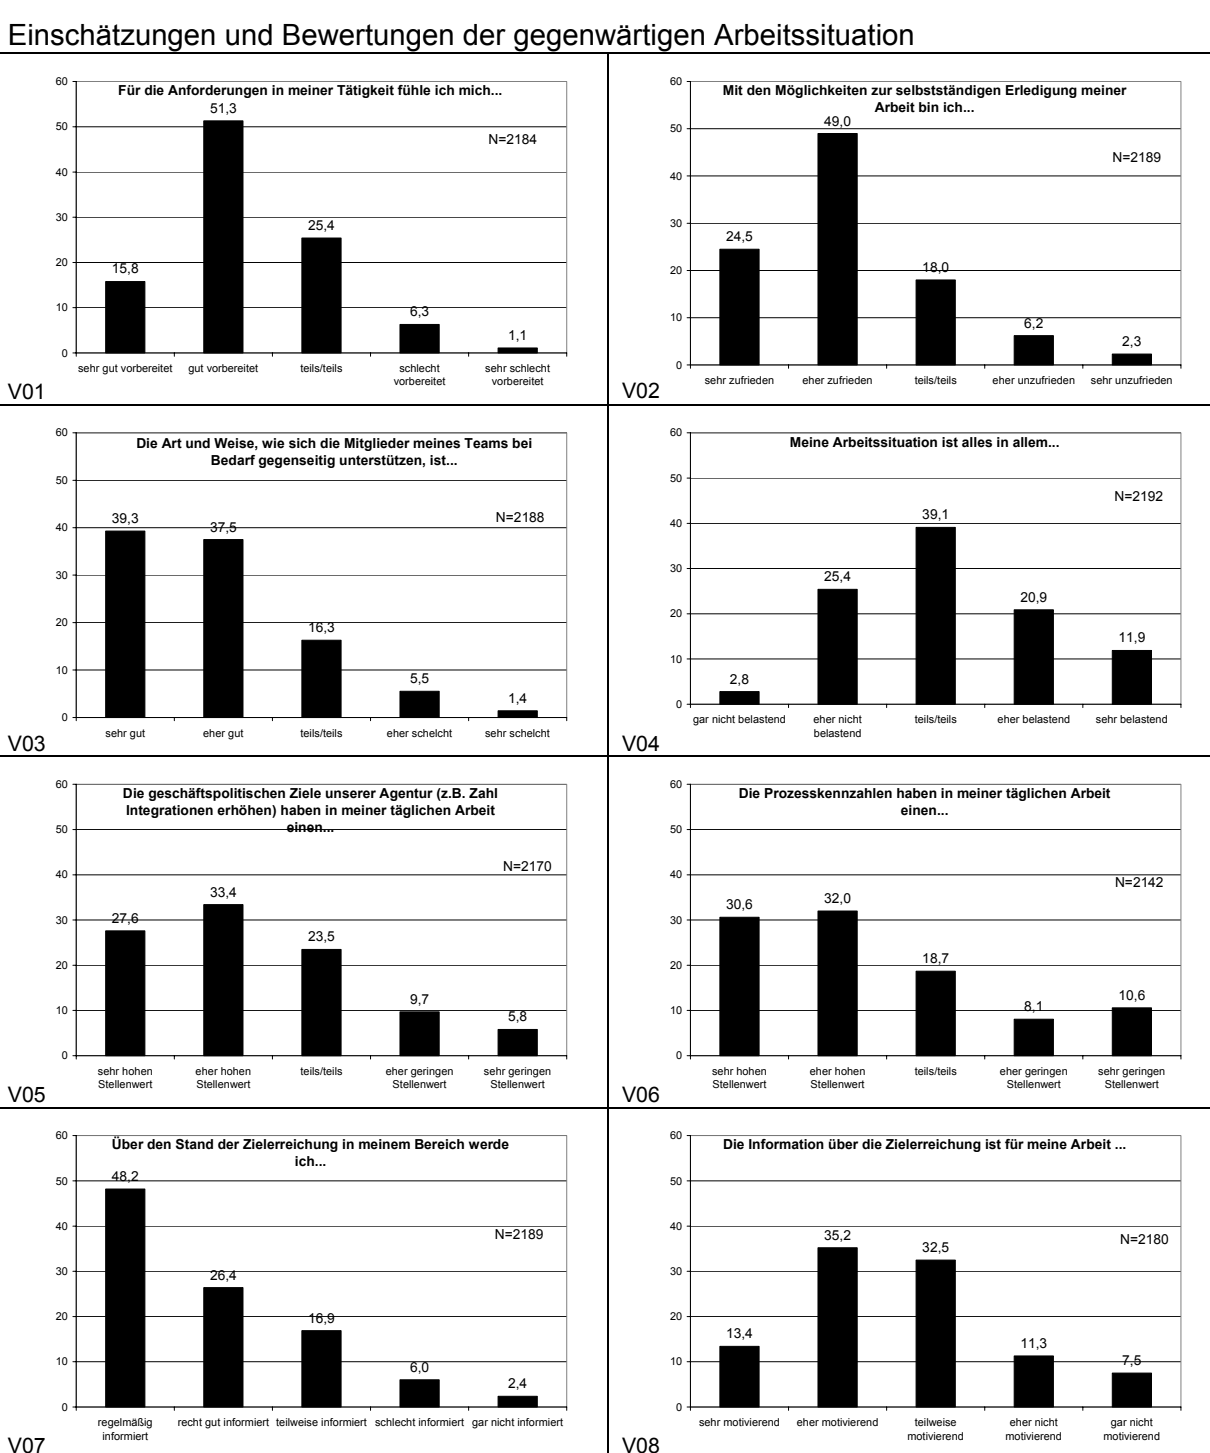 Einschätzungen und Bewertungen der gegenwärtigen Arbeitssituation
Für die Anforderungen in meiner Tätigkeit fühle ich mich...
N=2184
60
50
40
30
20
10
0
15,8
51,3
25,4
6,3
1,1
sehr gut vorbereitet
gut vorbereitet
teils/teils
schlecht
vorbereitet
sehr schlecht
vorbereitet
V01
Mit den Möglichkeiten zur selbstständigen Erledigung meiner
Arbeit bin ich...
N=2189
60
50
40
30
20
10
0
24,5
49,0
18,0
6,2
2,3
sehr zufrieden
eher zufrieden
teils/teils
eher unzufrieden
sehr unzufrieden
V02
Die Art und Weise, wie sich die Mitglieder meines Teams bei
Bedarf gegenseitig unterstützen, ist...
N=2188
60
50
40
30
20
10
0
39,3
37,5
16,3
5,5
1,4
sehr gut
eher gut
teils/teils
eher schelcht
sehr schelcht
V03
Meine Arbeitssituation ist alles in allem...
N=2192
60
50
40
30
20
10
0
2,8
25,4
39,1
20,9
11,9
gar nicht belastend
eher nicht
belastend
teils/teils
eher belastend
sehr belastend
V04
Die geschäftspolitischen Ziele unserer Agentur (z.B. Zahl
Integrationen erhöhen) haben in meiner täglichen Arbeit
einen...
N=2170
60
50
40
30
20
10
0
27,6
33,4
23,5
9,7
5,8
sehr hohen
Stellenwert
eher hohen
Stellenwert
teils/teils
eher geringen
Stellenwert
sehr geringen
Stellenwert
V05
Die Prozesskennzahlen haben in meiner täglichen Arbeit
einen...
N=2142
60
50
40
30
20
10
0
30,6
32,0
18,7
8,1
10,6
sehr hohen
Stellenwert
eher hohen
Stellenwert
teils/teils
eher geringen
Stellenwert
sehr geringen
Stellenwert
V06
Über den Stand der Zielerreichung in meinem Bereich werde
ich...
N=2189
60
50
40
30
20
10
0
48,2
26,4
16,9
6,0
2,4
regelmäßig
informiert
recht gut informiert
teilweise informiert
schlecht informiert
gar nicht informiert
V07
Die Information über die Zielerreichung ist für meine Arbeit ...
N=2180
60
50
40
30
20
10
0
13,4
35,2
32,5
11,3
7,5
sehr motivierend
eher motivierend
teilweise
motivierend
eher nicht
motivierend
gar nicht
motivierend
V08